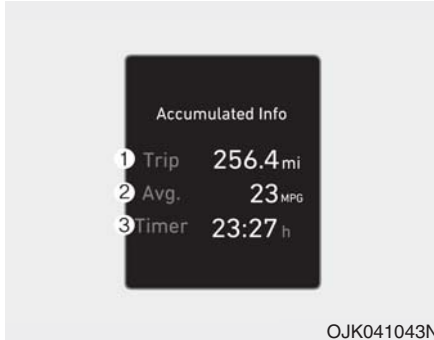 Accumulated Info
1 Trip 256.4 mi
2 Avg. 23 MPG
3 Timer 23:27 h
OJK041043N